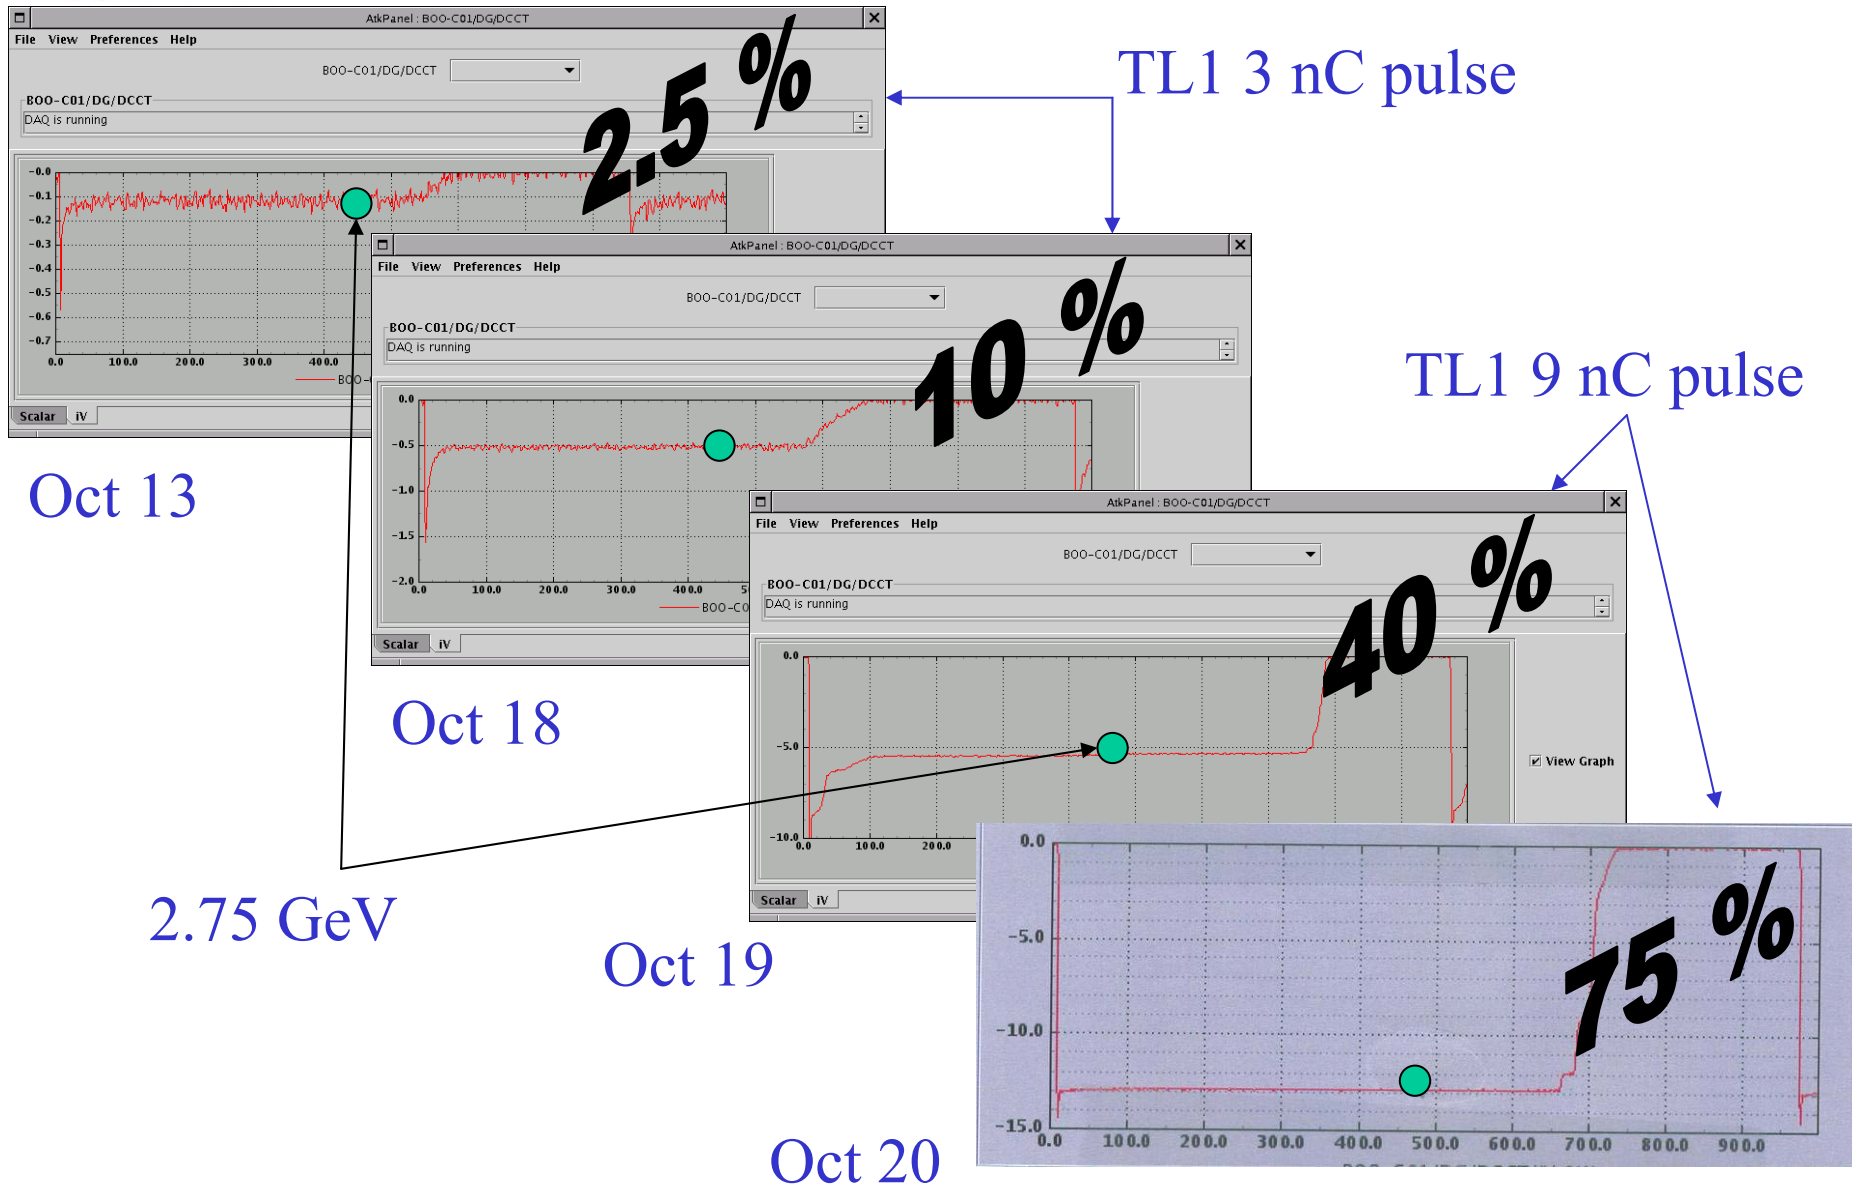 AtkPanel : BOO-C01/DG/DCCT
File View Preferences Help
BOO-C01/DG/DCCT
BOO-C01/DG/DCCT
DAQ is running
2.5 %
-0.0
-0.1
-0.2
-0.3
-0.4
-0.5
-0.6
-0.7
0.0 100.0 200.0 300.0 400.0
Scalar iV
TL1 3 nC pulse
Oct 13
AtkPanel : BOO-C01/DG/DCCT
File View Preferences Help
BOO-C01/DG/DCCT
BOO-C01/DG/DCCT
DAQ is running
10 %
0.0
-0.5
-1.0
-1.5
-2.0
0.0 100.0 200.0 300.0 400.0
Scalar iV
TL1 9 nC pulse
Oct 18
AtkPanel : BOO-C01/DG/DCCT
File View Preferences Help
BOO-C01/DG/DCCT
BOO-C01/DG/DCCT
DAQ is running
40 %
0.0
-5.0
-10.0
0.0 100.0 200.0
View Graph
Scalar iV
2.75 GeV
Oct 19
0.0
-5.0
-10.0
-15.0
0.0 100.0 200.0 300.0 400.0 500.0 600.0 700.0 800.0 900.0
75 %
Oct 20